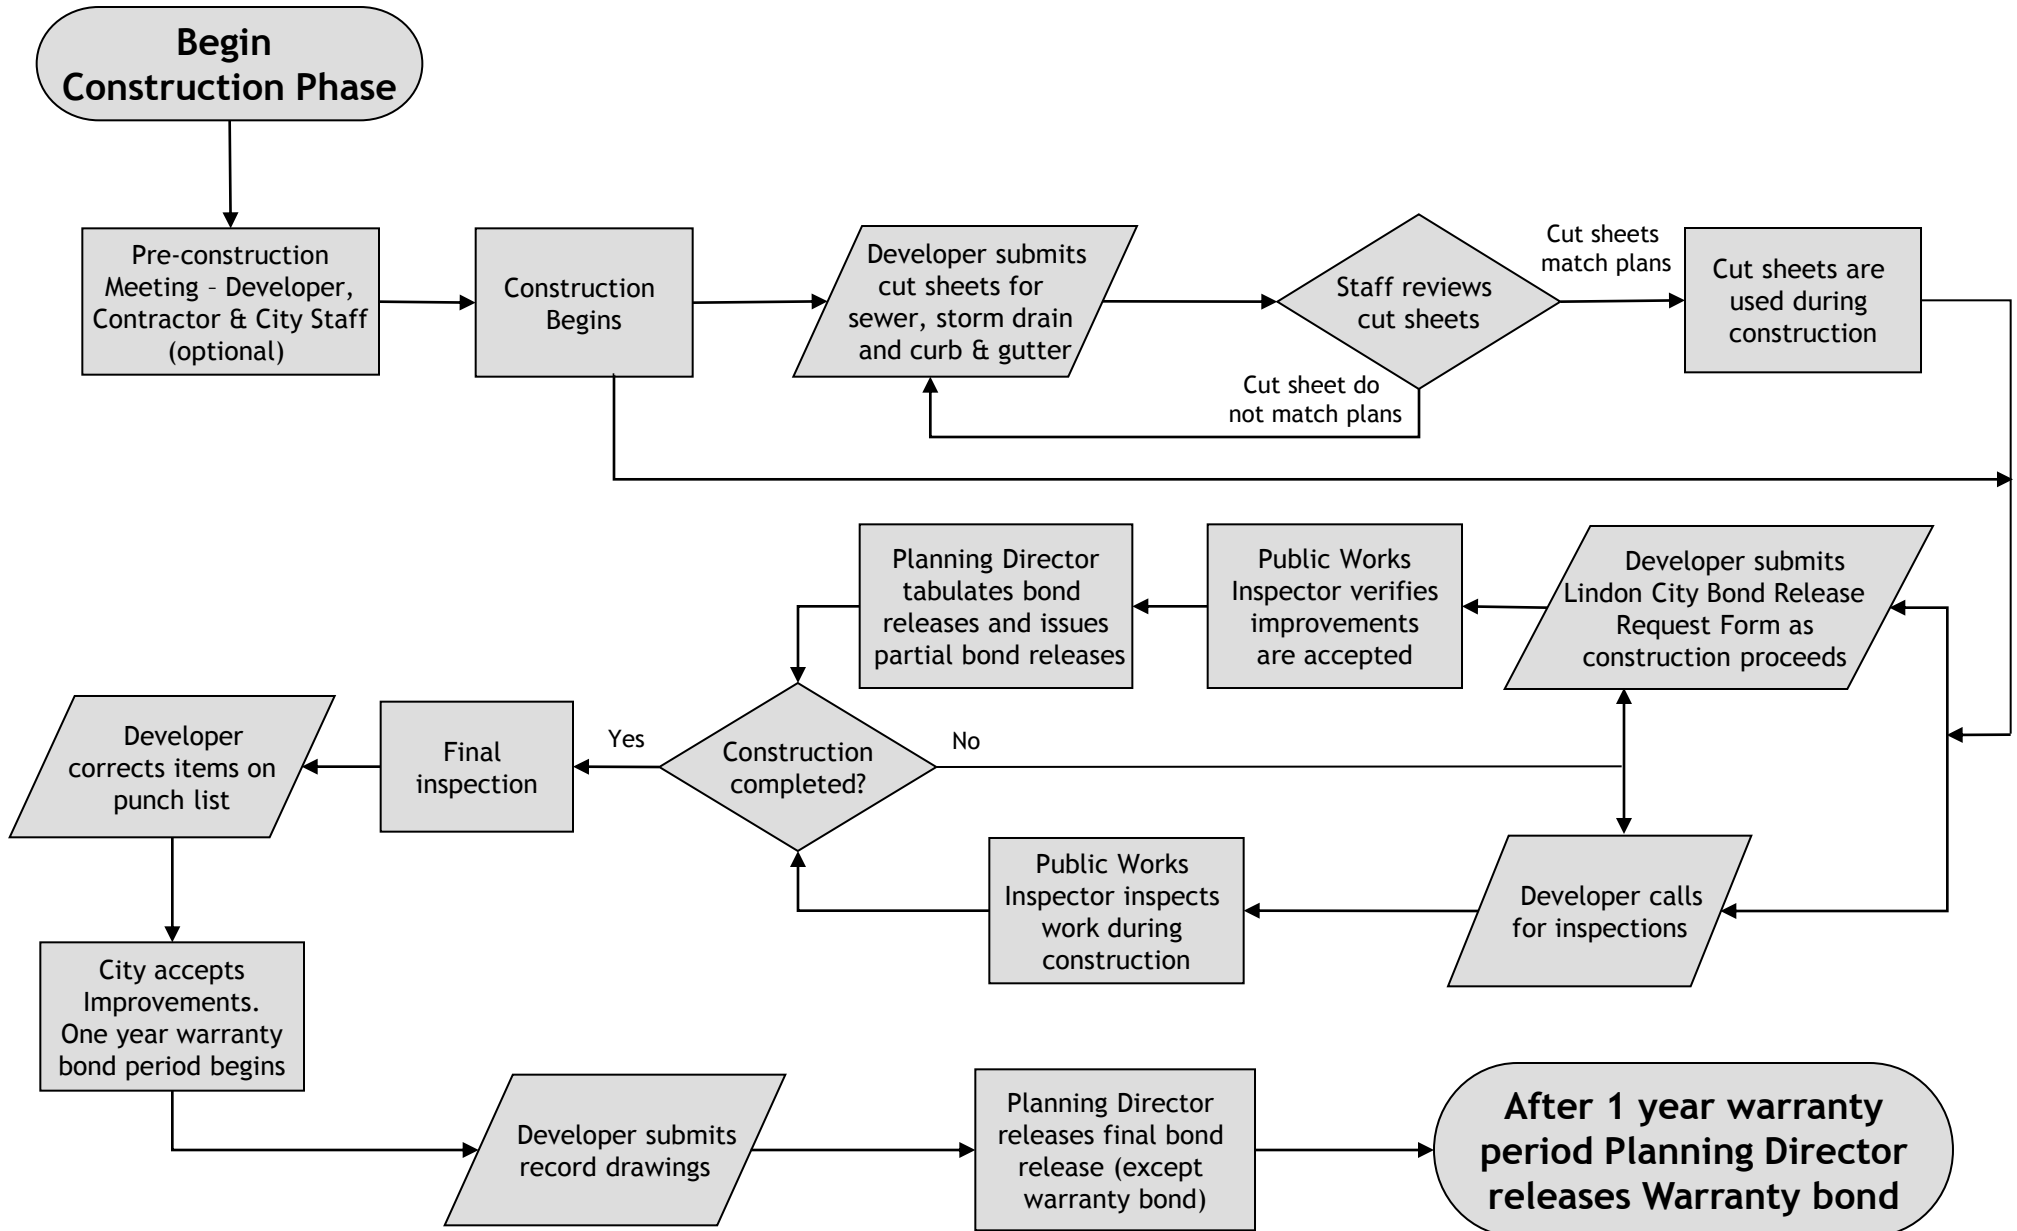 Begin
Construction Phase
Pre-construction
Meeting – Developer,
Contractor & City Staff
(optional)
Construction
Begins
Developer submits
cut sheets for
sewer, storm drain
and curb & gutter
Staff reviews
cut sheets
Cut sheets
match plans
Cut sheets are
used during
construction
Cut sheet do
not match plans
Planning Director
tabulates bond
releases and issues
partial bond releases
Public Works
Inspector verifies
improvements
are accepted
Developer submits
Lindon City Bond Release
Request Form as
construction proceeds
Developer
corrects items on
punch list
Final
inspection
Yes
Construction
completed?
No
Public Works
Inspector inspects
work during
construction
Developer calls
for inspections
City accepts
Improvements.
One year warranty
bond period begins
Developer submits
record drawings
Planning Director
releases final bond
release (except
warranty bond)
After 1 year warranty
period Planning Director
releases Warranty bond